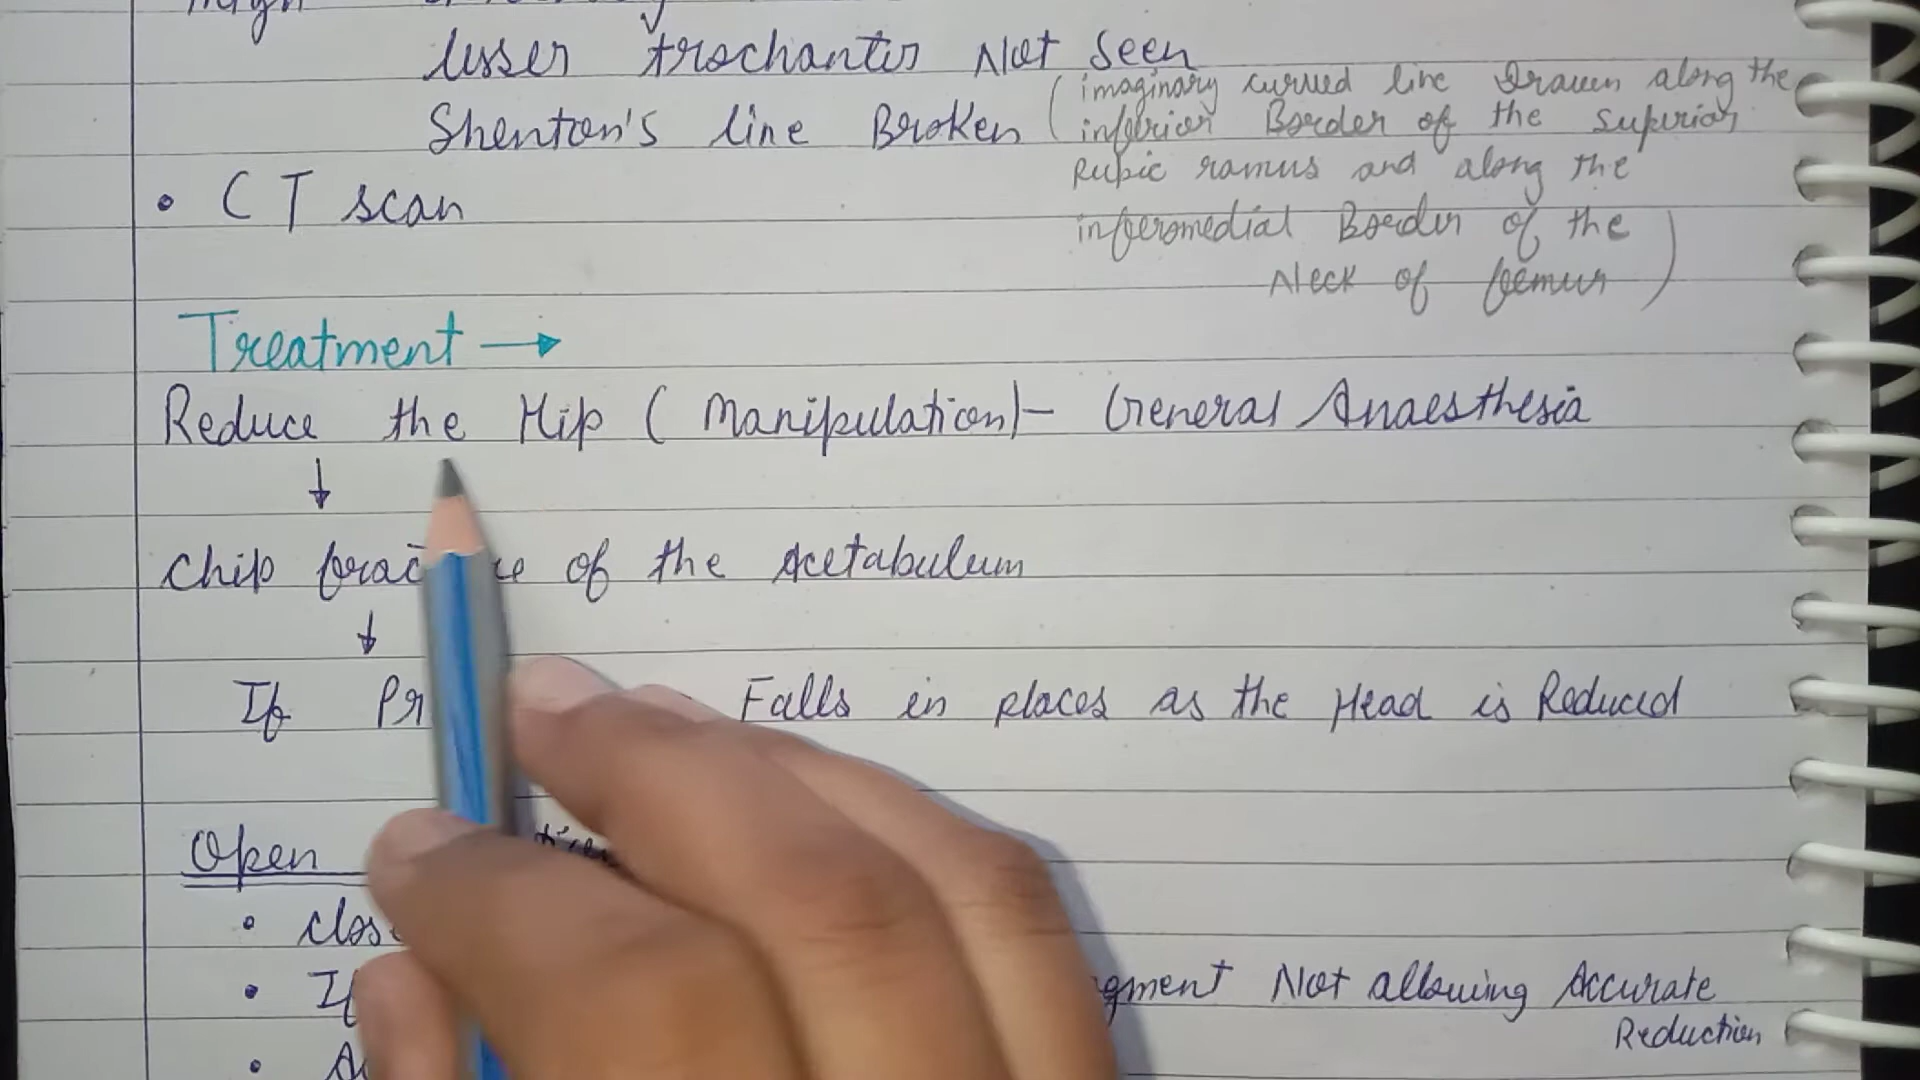 lesser trochanter Not seen
Shenton's line Broken (imaginary curved line Drawn along the
inferior Border of the superior
Pubic ramus and along the
inferomedial Border of the
Neck of femur)
• CT scan
Treatment →
Reduce the Hip (Manipulation) - General Anaesthesia
↓
Chip of the Acetabulum
↓
If Falls in places as the Head is Reduced
Open
•
• If Not allowing Accurate
Reduction
•